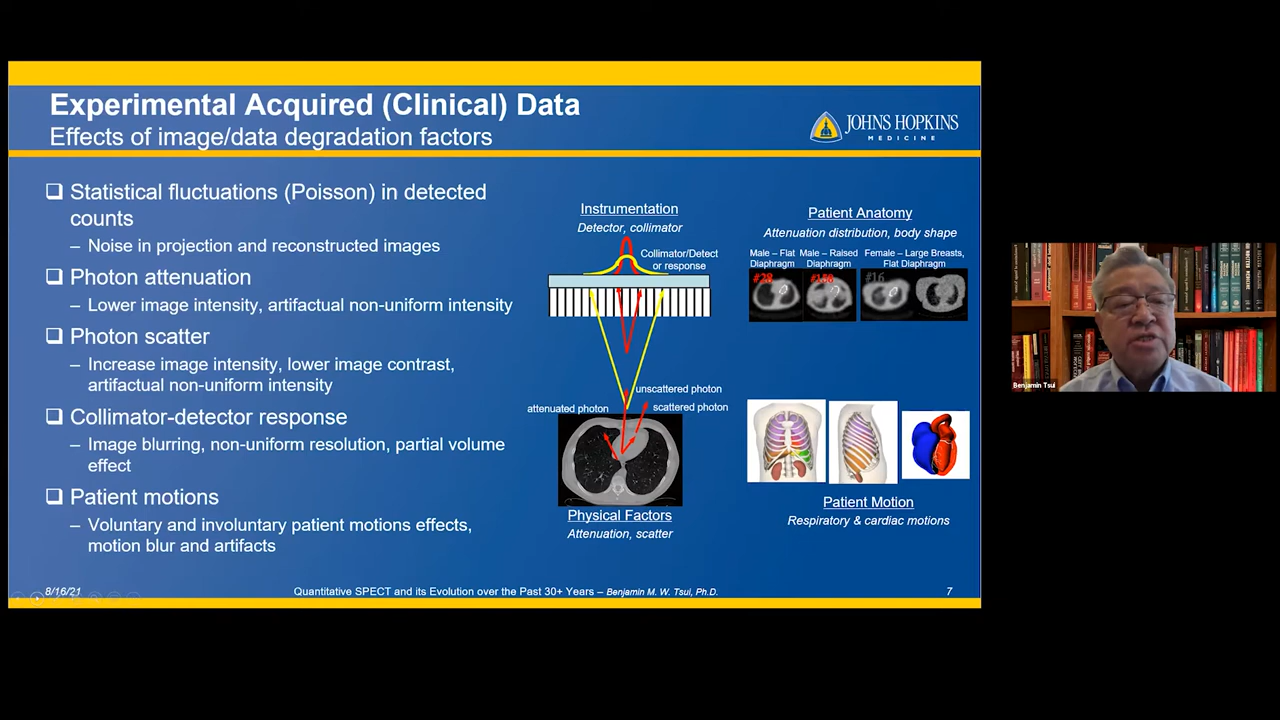 Experimental Acquired (Clinical) Data
Effects of image/data degradation factors
JOHNS HOPKINS
MEDICINE
Statistical fluctuations (Poisson) in detected
counts
– Noise in projection and reconstructed images
Photon attenuation
– Lower image intensity, artifactual non-uniform intensity
Photon scatter
– Increase image intensity, lower image contrast,
artifactual non-uniform intensity
Collimator-detector response
– Image blurring, non-uniform resolution, partial volume
effect
Patient motions
– Voluntary and involuntary patient motions effects,
motion blur and artifacts
Instrumentation
Detector, collimator
Collimator/Detect
or response
unscattered photon
attenuated photon
scattered photon
Physical Factors
Attenuation, scatter
Patient Anatomy
Attenuation distribution, body shape
Male – Flat
Diaphragm
Male – Raised
Diaphragm
Female – Large Breasts,
Flat Diaphragm
#28
#16
Patient Motion
Respiratory & cardiac motions
8/16/21
Quantitative SPECT and its Evolution over the Past 30+ Years – Benjamin M. W. Tsui, Ph.D.
7
Benjamin Tsui